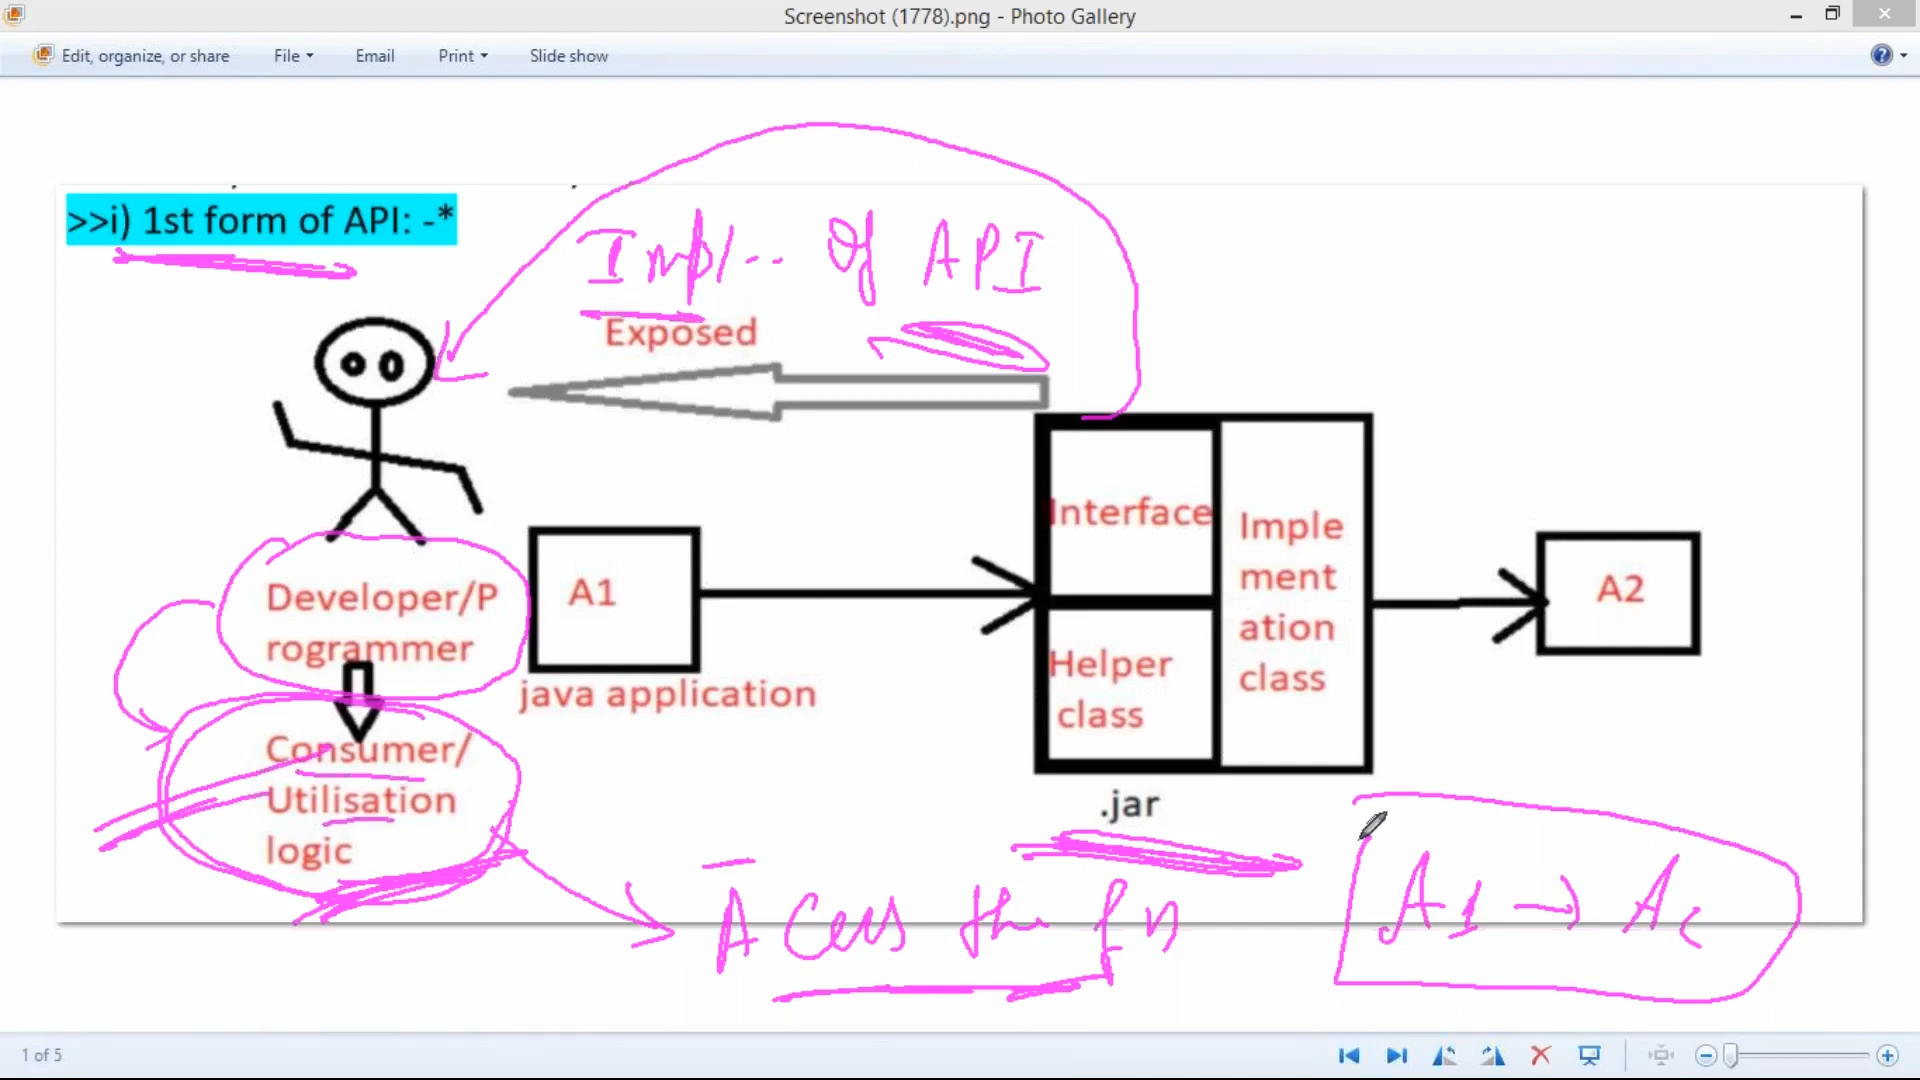 Screenshot (1778).png - Photo Gallery
Edit, organize, or share File Email Print Slide show
>>i) 1st form of API: -*
Impl.. Of API
Exposed
Interface
Imple
ment
ation
class
Helper
class
.jar
A1
java application
A2
Developer/P
rogrammer
Consumer/
Utilisation
logic
A Cess the fn
A1 → A
1 of 5